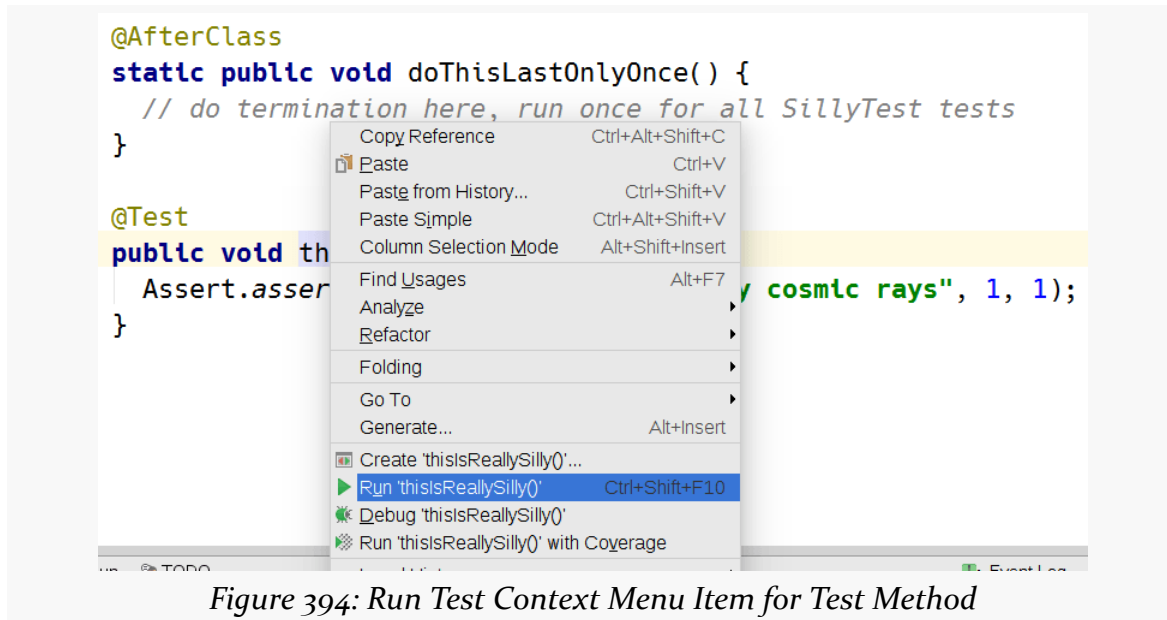 @AfterClass
static public void doThisLastOnlyOnce() {
// do termination here, run once for all SillyTest tests
}
Copy Reference Ctrl+Alt+Shift+C
Paste Ctrl+V
Paste from History... Ctrl+Shift+V
@Test
Paste Simple Ctrl+Alt+Shift+V
public void th
Column Selection Mode Alt+Shift+Insert
Find Usages Alt+F7
Assert.asser y cosmic rays", 1, 1);
Analyze
}
Refactor
Folding
Go To
Generate... Alt+Insert
Create 'thisIsReallySilly()'...
Run 'thisIsReallySilly()' Ctrl+Shift+F10
Debug 'thisIsReallySilly()'
Run 'thisIsReallySilly()' with Coverage
TODO Event Log
Figure 394: Run Test Context Menu Item for Test Method